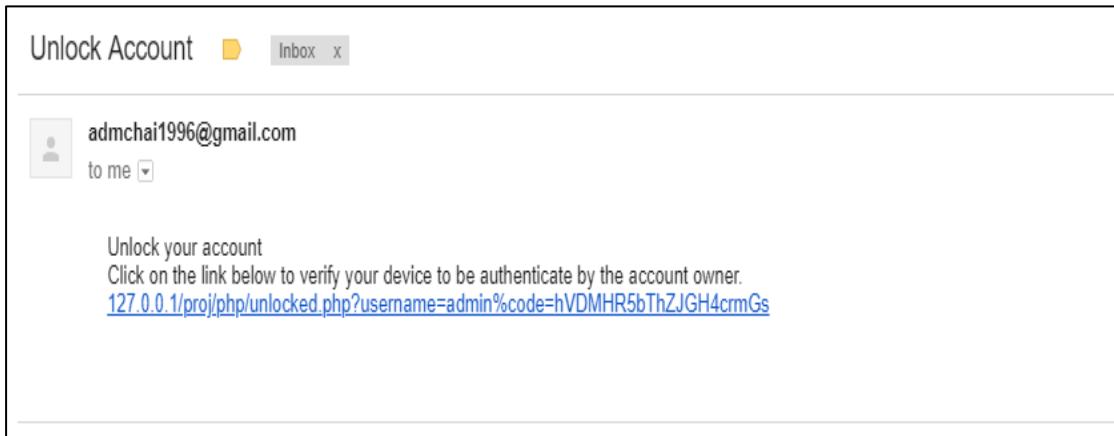 Unlock Account
Inbox x
admchai1996@gmail.com
to me
Unlock your account
Click on the link below to verify your device to be authenticate by the account owner.
127.0.0.1/proj/php/unlocked.php?username=admin%code=hVDMHR5bThZJGH4crmGs